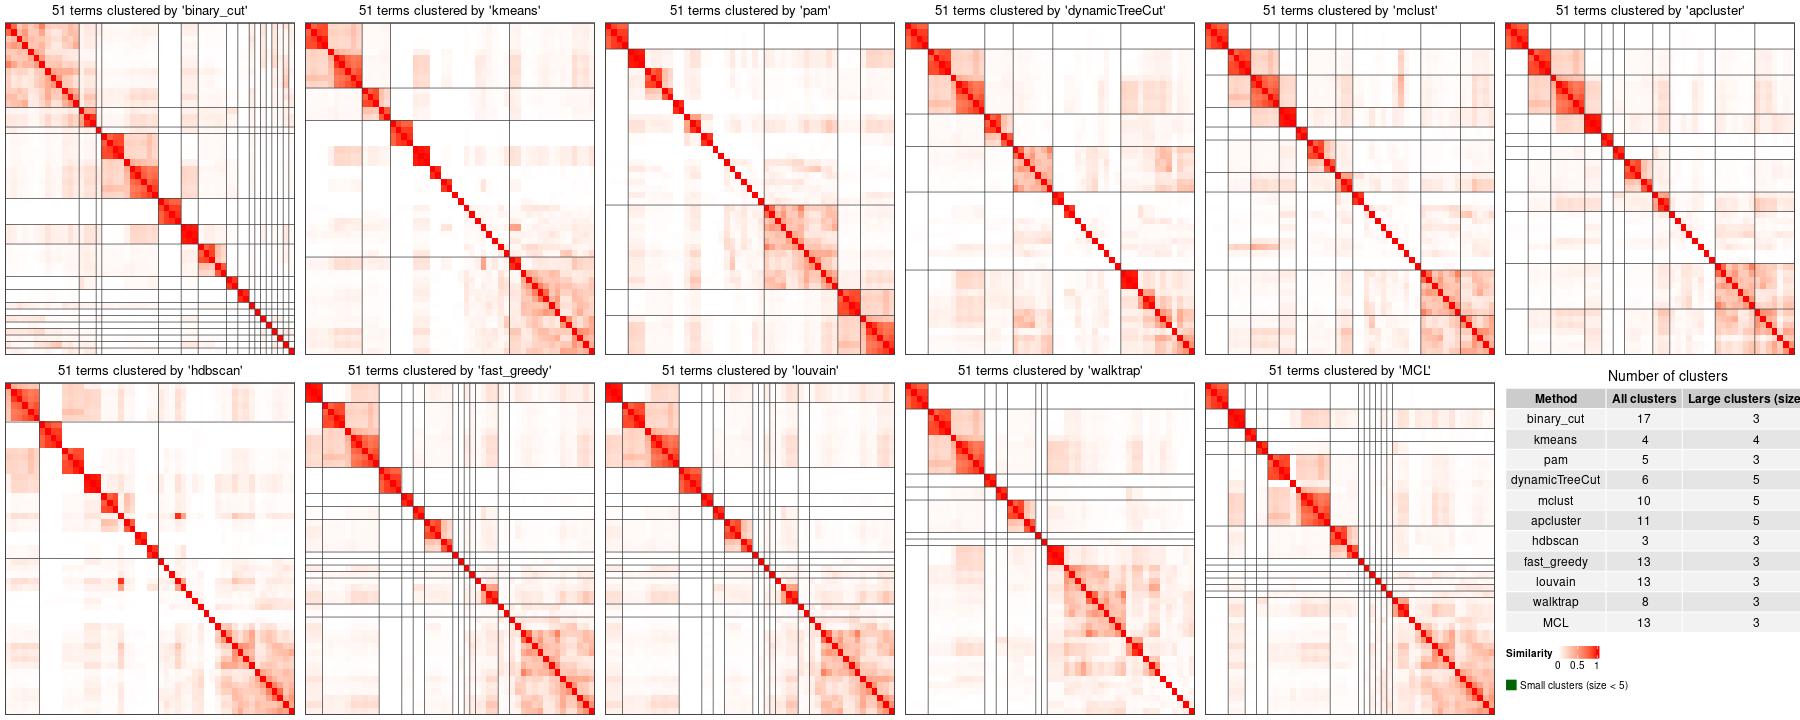 51 terms clustered by 'binary_cut'
51 terms clustered by 'kmeans'
51 terms clustered by 'pam'
51 terms clustered by 'dynamicTreeCut'
51 terms clustered by 'mclust'
51 terms clustered by 'apcluster'
51 terms clustered by 'hdbscan'
51 terms clustered by 'fast_greedy'
51 terms clustered by 'louvain'
51 terms clustered by 'walktrap'
51 terms clustered by 'MCL'
Number of clusters
Method All clusters Large clusters (size
binary_cut 17 3
kmeans 4 4
pam 5 3
dynamicTreeCut 6 5
mclust 10 5
apcluster 11 5
hdbscan 3 3
fast_greedy 13 3
louvain 13 3
walktrap 8 3
MCL 13 3
Similarity
0 0.5 1
Small clusters (size < 5)